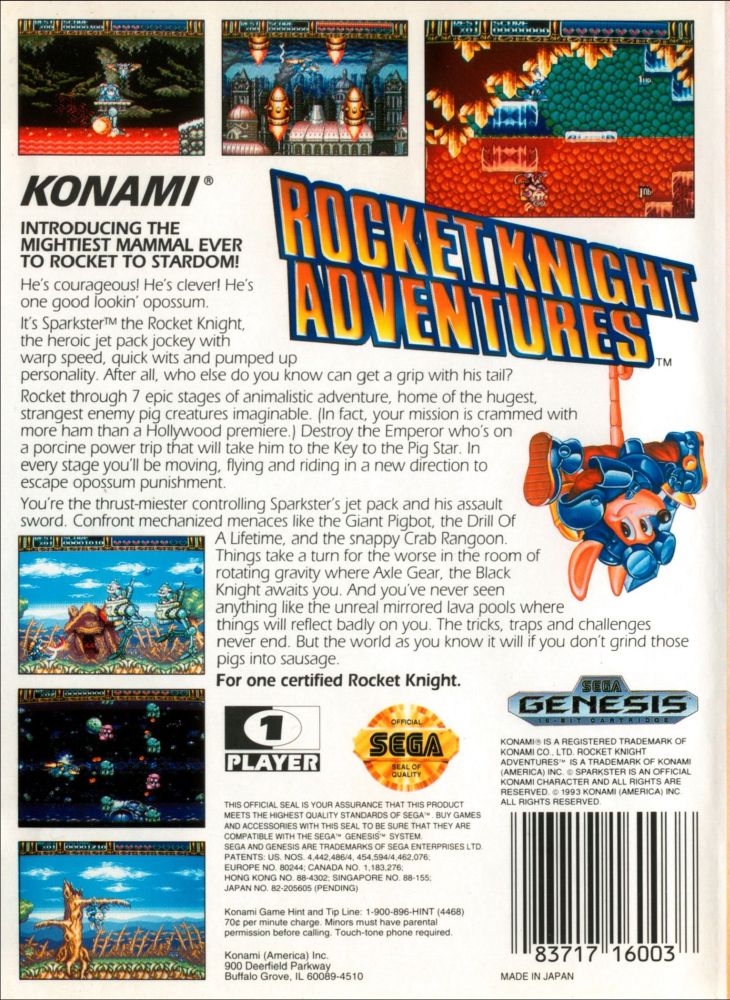 KONAMI®
INTRODUCING THE
MIGHTIEST MAMMAL EVER
TO ROCKET TO STARDOM!
ROCKET KNIGHT
ADVENTURES™
He's courageous! He's clever! He's
one good lookin' opossum.
It's Sparkster™ the Rocket Knight,
the heroic jet pack jockey with
warp speed, quick wits and pumped up
personality. After all, who else do you know can get a grip with his tail?
Rocket through 7 epic stages of animalistic adventure, home of the hugest,
strangest enemy pig creatures imaginable. (In fact, your mission is crammed with
more ham than a Hollywood premiere.) Destroy the Emperor who's on
a porcine power trip that will take him to the Key to the Pig Star. In
every stage you'll be moving, flying and riding in a new direction to
escape opossum punishment.
You're the thrust-miester controlling Sparkster's jet pack and his assault
sword. Confront mechanized menaces like the Giant Pigbot, the Drill Of
A Lifetime, and the snappy Crab Rangoon.
Things take a turn for the worse in the room of
rotating gravity where Axle Gear, the Black
Knight awaits you. And you've never seen
anything like the unreal mirrored lava pools where
things will reflect badly on you. The tricks, traps and challenges
never end. But the world as you know it will if you don't grind those
pigs into sausage.
For one certified Rocket Knight.
1
PLAYER
OFFICIAL
SEGA
SEAL OF
QUALITY
SEGA
GENESIS
16-BIT CARTRIDGE
THIS OFFICIAL SEAL IS YOUR ASSURANCE THAT THIS PRODUCT
MEETS THE HIGHEST QUALITY STANDARDS OF SEGA™. BUY GAMES
AND ACCESSORIES WITH THIS SEAL TO BE SURE THAT THEY ARE
COMPATIBLE WITH THE SEGA™ GENESIS™ SYSTEM.
SEGA AND GENESIS ARE TRADEMARKS OF SEGA ENTERPRISES LTD.
PATENTS: US. NOS. 4,442,486/4, 454,594/4,462,076;
EUROPE NO. 80244; CANADA NO. 1,183,276;
HONG KONG NO. 88-4302; SINGAPORE NO. 88-155;
JAPAN NO. 82-205605 (PENDING)
Konami Game Hint and Tip Line: 1-900-896-HINT (4468)
70¢ per minute charge. Minors must have parental
permission before calling. Touch-tone phone required.
Konami (America) Inc.
900 Deerfield Parkway
Buffalo Grove, IL 60089-4510
KONAMI® IS A REGISTERED TRADEMARK OF
KONAMI CO., LTD. ROCKET KNIGHT
ADVENTURES™ IS A TRADEMARK OF KONAMI
(AMERICA) INC. © SPARKSTER IS AN OFFICIAL
KONAMI CHARACTER AND ALL RIGHTS ARE
RESERVED. © 1993 KONAMI (AMERICA) INC.
ALL RIGHTS RESERVED.
83717 16003
MADE IN JAPAN